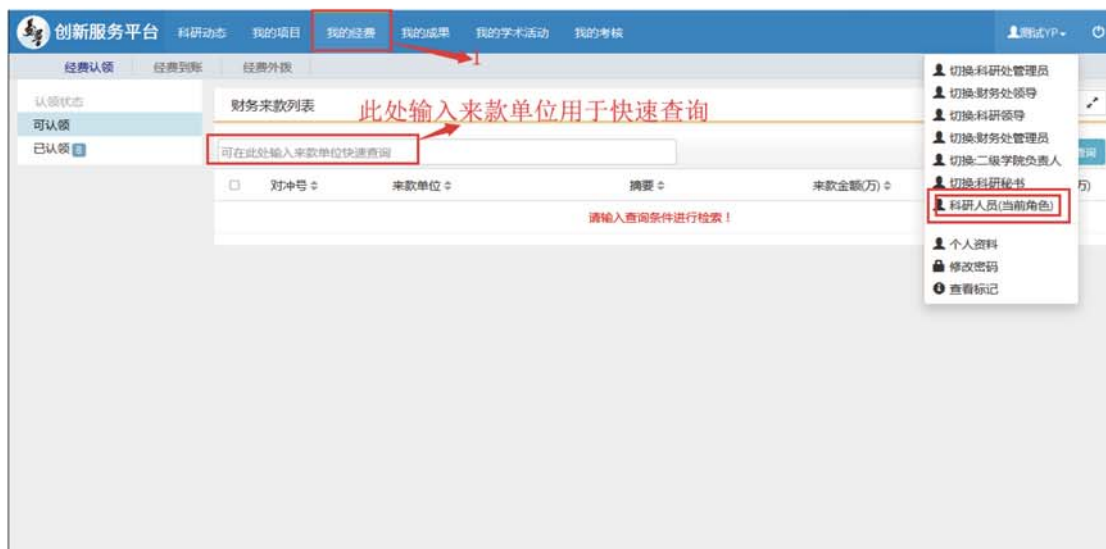 创新服务平台 科研动态 我的项目 我的经费 我的成果 我的学术活动 我的考核 测试YP
1
经费认领 经费到账 经费外拨
切换:科研处管理员
切换:财务处领导
切换:科研领导
切换:财务处管理员
切换:二级学院负责人
切换:科研秘书
科研人员(当前角色)
个人资料
修改密码
查看标记
认领状态
可认领
已认领
财务来款列表
此处输入来款单位用于快速查询
可在此处输入来款单位快速查询
查询
对冲号 来款单位 摘要 来款金额(万) 万)
请输入查询条件进行检索！